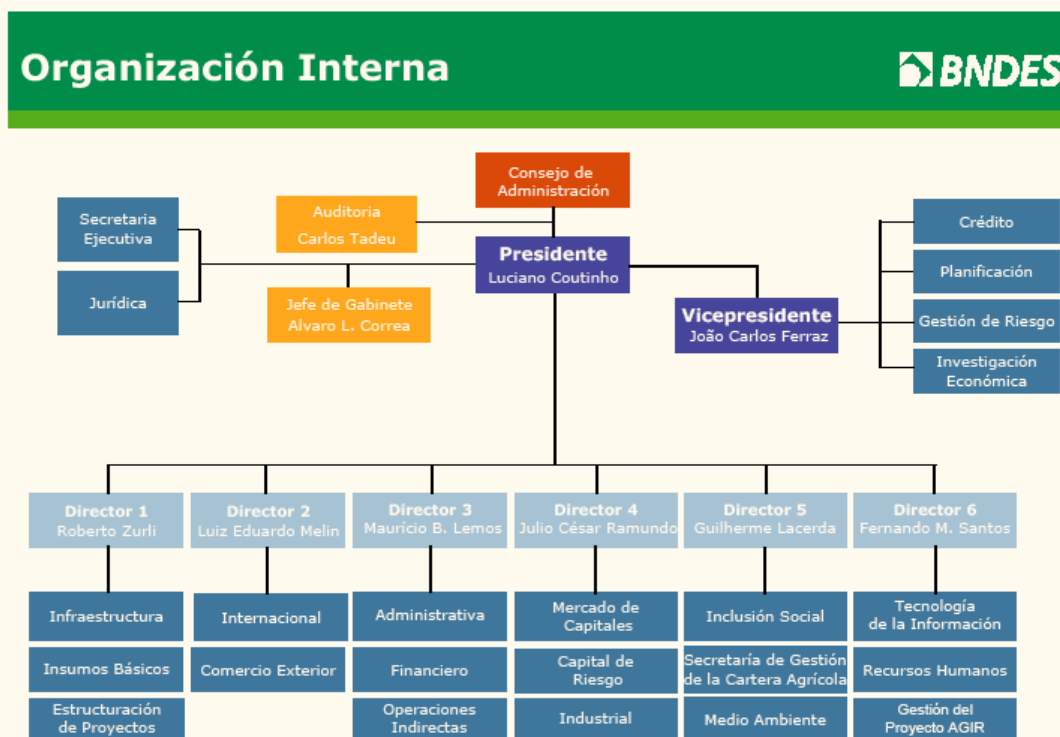 Organización Interna
BNDES
Consejo de
Administración
Secretaria
Ejecutiva
Auditoria
Carlos Tadeu
Crédito
Presidente
Luciano Coutinho
Planificación
Jurídica
Jefe de Gabinete
Alvaro L. Correa
Vicepresidente
João Carlos Ferraz
Gestión de Riesgo
Investigación
Económica
Director 1
Roberto Zurli
Director 2
Luiz Eduardo Melin
Director 3
Maurício B. Lemos
Director 4
Julio César Ramundo
Director 5
Guilherme Lacerda
Director 6
Fernando M. Santos
Infraestructura
Internacional
Administrativa
Mercado de
Capitales
Inclusión Social
Tecnología
de la Información
Insumos Básicos
Comercio Exterior
Financiero
Capital de
Riesgo
Secretaría de Gestión
de la Cartera Agrícola
Recursos Humanos
Estructuración
de Proyectos
Operaciones
Indirectas
Industrial
Medio Ambiente
Gestión del
Proyecto AGIR